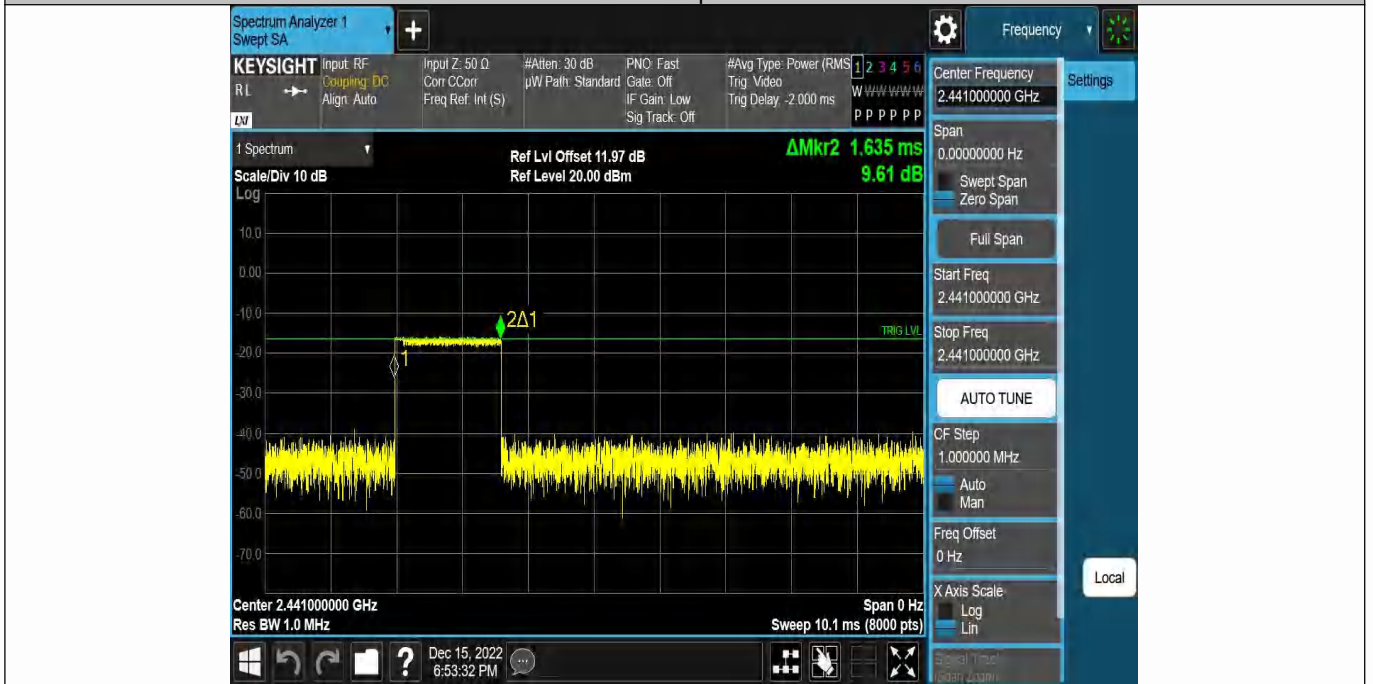 Spectrum Analyzer 1
Swept SA
+
Frequency
KEYSIGHT
RL
LXI
Input: RF
Coupling: DC
Align: Auto
Input Z: 50 Ω
Corr CCorr
Freq Ref: Int (S)
#Atten: 30 dB
µW Path: Standard
PNO: Fast
Gate: Off
IF Gain: Low
Sig Track: Off
#Avg Type: Power (RMS
Trig: Video
Trig Delay: -2.000 ms
1 2 3 4 5 6
W W W W W W
P P P P P P
Center Frequency
2.441000000 GHz
Settings
1 Spectrum
Scale/Div 10 dB
Log
Ref Lvl Offset 11.97 dB
Ref Level 20.00 dBm
ΔMkr2 1.635 ms
9.61 dB
Span
0.00000000 Hz
Swept Span
Zero Span
Full Span
Start Freq
2.441000000 GHz
Stop Freq
2.441000000 GHz
AUTO TUNE
CF Step
1.000000 MHz
Auto
Man
Freq Offset
0 Hz
X Axis Scale
Log
Lin
Signal Track
(Span Zoom)
Local
10.0
0.00
-10.0
-20.0
-30.0
-40.0
-50.0
-60.0
-70.0
2Δ1
1
TRIG LVL
Center 2.441000000 GHz
Res BW 1.0 MHz
Span 0 Hz
Sweep 10.1 ms (8000 pts)
?
Dec 15, 2022
6:53:32 PM